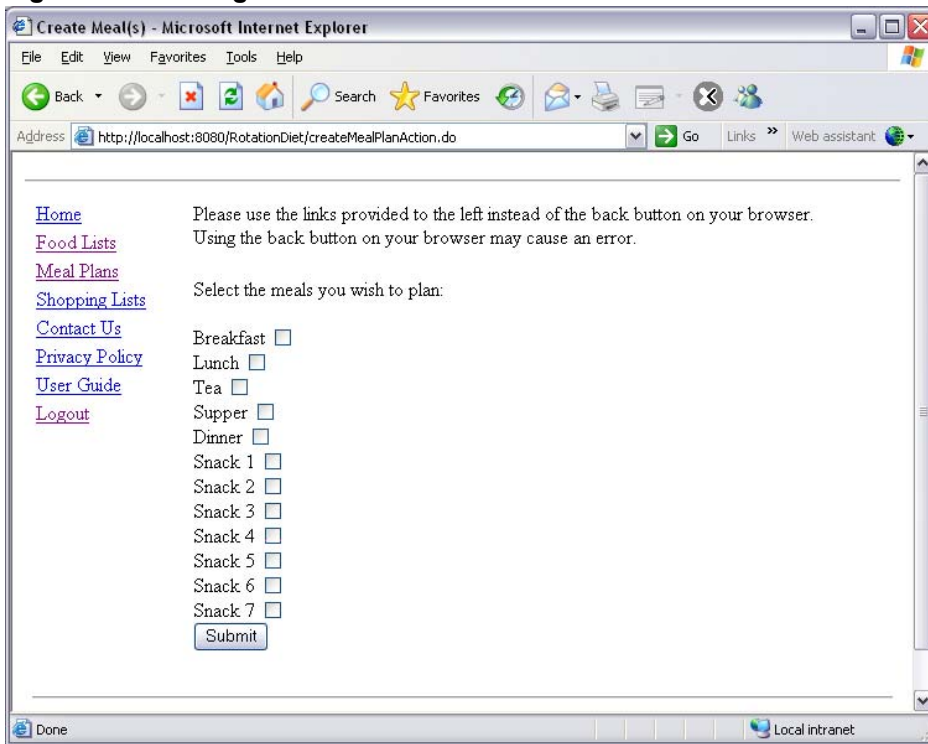 Create Meal(s) - Microsoft Internet Explorer
File Edit View Favorites Tools Help
Back Search Favorites
Address http://localhost:8080/RotationDiet/createMealPlanAction.do Go Links » Web assistant
Home
Food Lists
Meal Plans
Shopping Lists
Contact Us
Privacy Policy
User Guide
Logout
Please use the links provided to the left instead of the back button on your browser.
Using the back button on your browser may cause an error.
Select the meals you wish to plan:
Breakfast
Lunch
Tea
Supper
Dinner
Snack 1
Snack 2
Snack 3
Snack 4
Snack 5
Snack 6
Snack 7
Submit
Done Local intranet